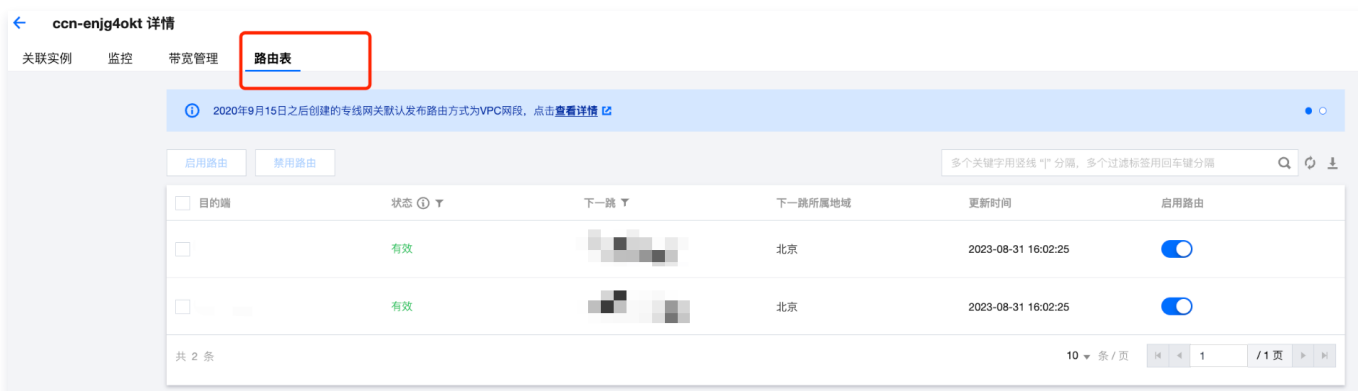 ccn-enjg4okt 详情
关联实例 监控 带宽管理 路由表
2020年9月15日之后创建的专线网关默认发布路由方式为VPC网段，点击查看详情
启用路由 禁用路由 多个关键字用竖线 "|" 分隔，多个过滤标签用回车键分隔
目的端 状态 下一跳 下一跳所属地域 更新时间 启用路由
有效 北京 2023-08-31 16:02:25
有效 北京 2023-08-31 16:02:25
共 2 条 10 条 / 页 1 / 1 页